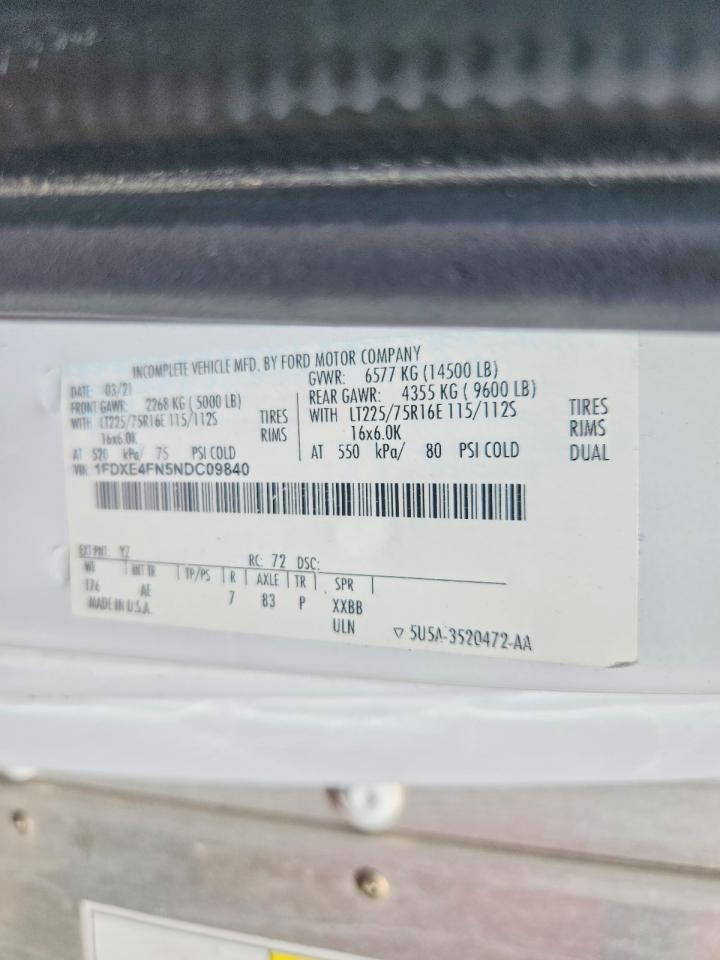 INCOMPLETE VEHICLE MFD. BY FORD MOTOR COMPANY
DATE: 03/21
GVWR: 6577 KG (14500 LB)
FRONT GAWR: 2268 KG (5000 LB)
REAR GAWR: 4355 KG (9600 LB)
WITH LT225/75R16E 115/112S TIRES
WITH LT225/75R16E 115/112S TIRES
16x6.0K RIMS
16x6.0K RIMS
AT 520 kPa/ 75 PSI COLD
AT 550 kPa/ 80 PSI COLD DUAL
VIN: 1FDXE4FN5NDC09840
EXT PNT: YZ RC: 72 DSC:
WB INT TR TP/PS R AXLE TR SPR
176 AE 7 83 P XXBB
MADE IN U.S.A. ULN
▽ 5U5A-3520472-AA